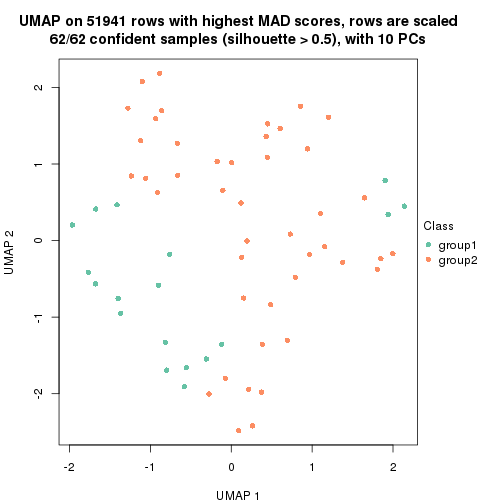 UMAP on 51941 rows with highest MAD scores, rows are scaled
62/62 confident samples (silhouette > 0.5), with 10 PCs
2
1
0
-1
-2
UMAP 2
-2
-1
0
1
2
UMAP 1
Class
group1
group2